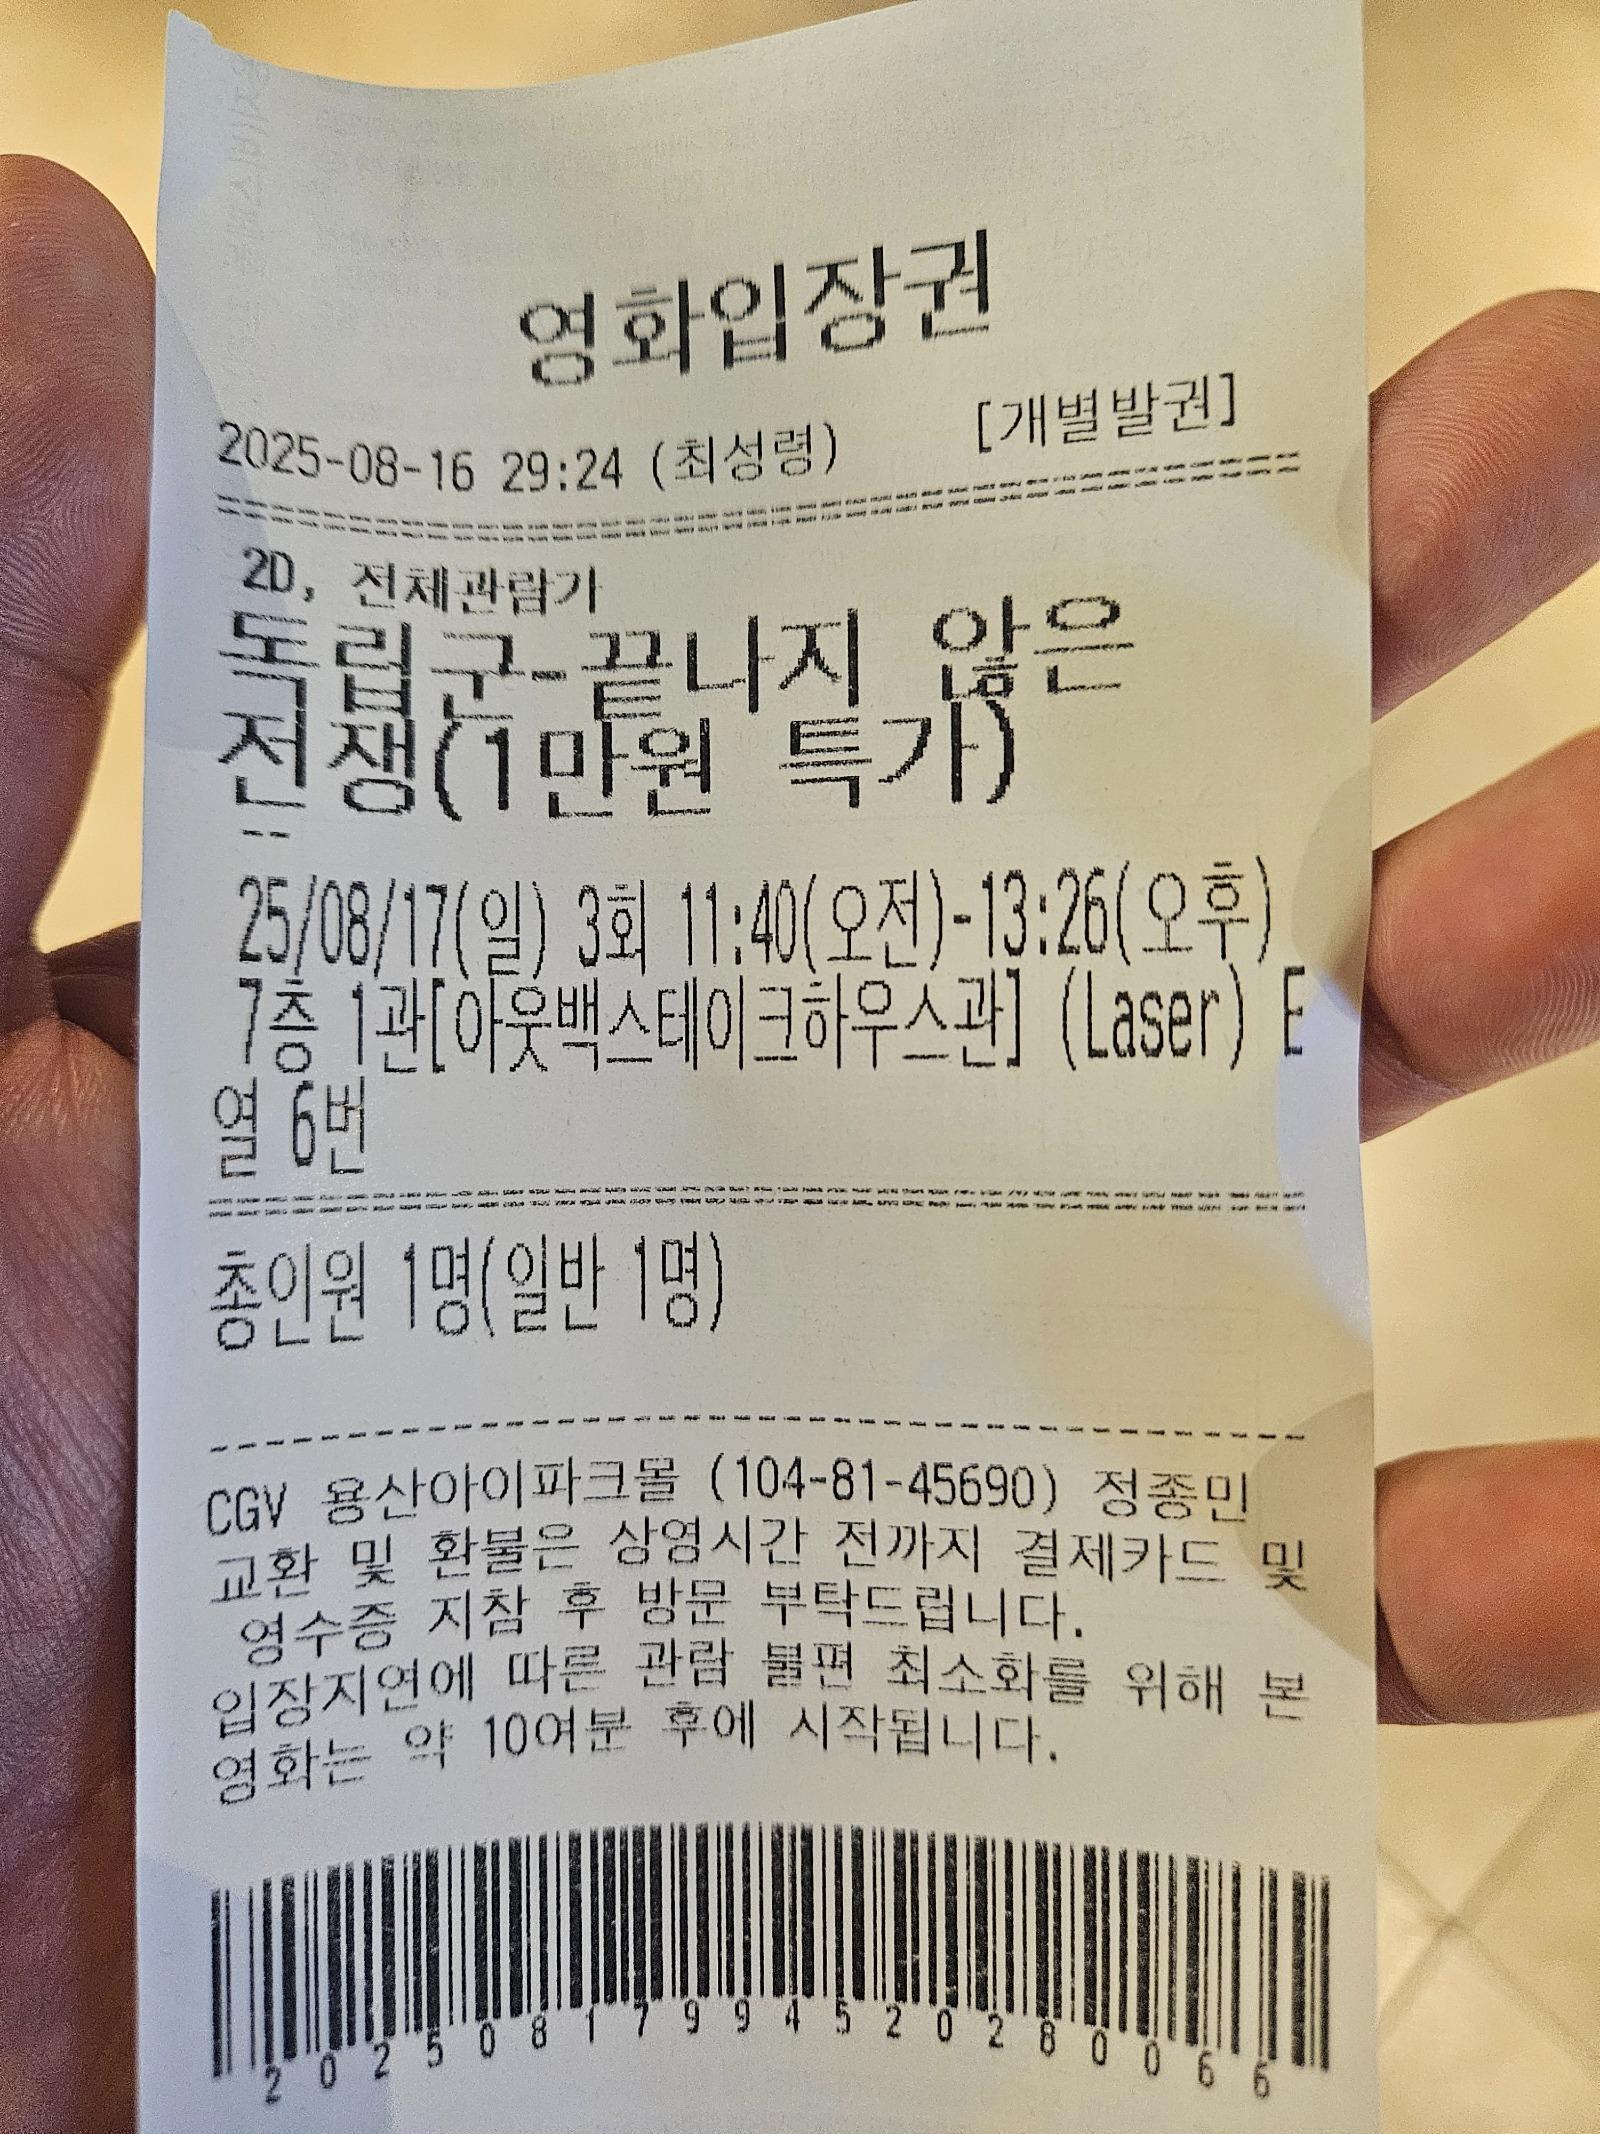 영화입장권
2025-08-16 29:24 (최성령) [개별발권]
2D, 전체관람가
독립군-끝나지 않은
전쟁(1만원 특가)
--
25/08/17(일) 3회 11:40(오전)-13:26(오후)
7층 1관[아웃백스테이크하우스관] (Laser) E
열 6번
총인원 1명(일반 1명)
CGV 용산아이파크몰 (104-81-45690) 정종민
교환 및 환불은 상영시간 전까지 결제카드 및
영수증 지참 후 방문 부탁드립니다.
입장지연에 따른 관람 불편 최소화를 위해 본
영화는 약 10여분 후에 시작됩니다.
20250817994520280066